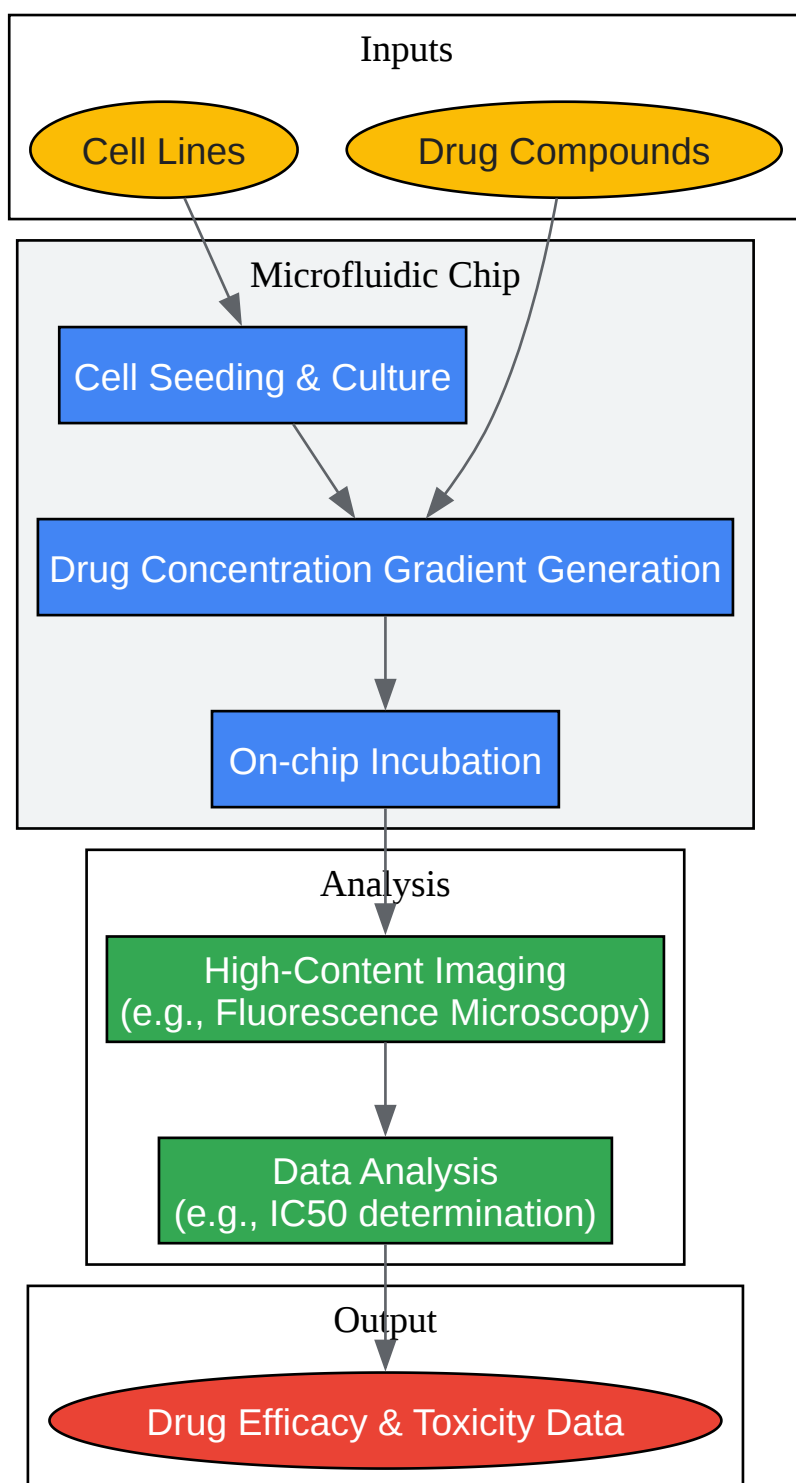 Inputs
Cell Lines
Drug Compounds
Microfluidic Chip
Cell Seeding & Culture
Drug Concentration Gradient Generation
On-chip Incubation
Analysis
High-Content Imaging
(e.g., Fluorescence Microscopy)
Data Analysis
(e.g., IC50 determination)
Output
Drug Efficacy & Toxicity Data